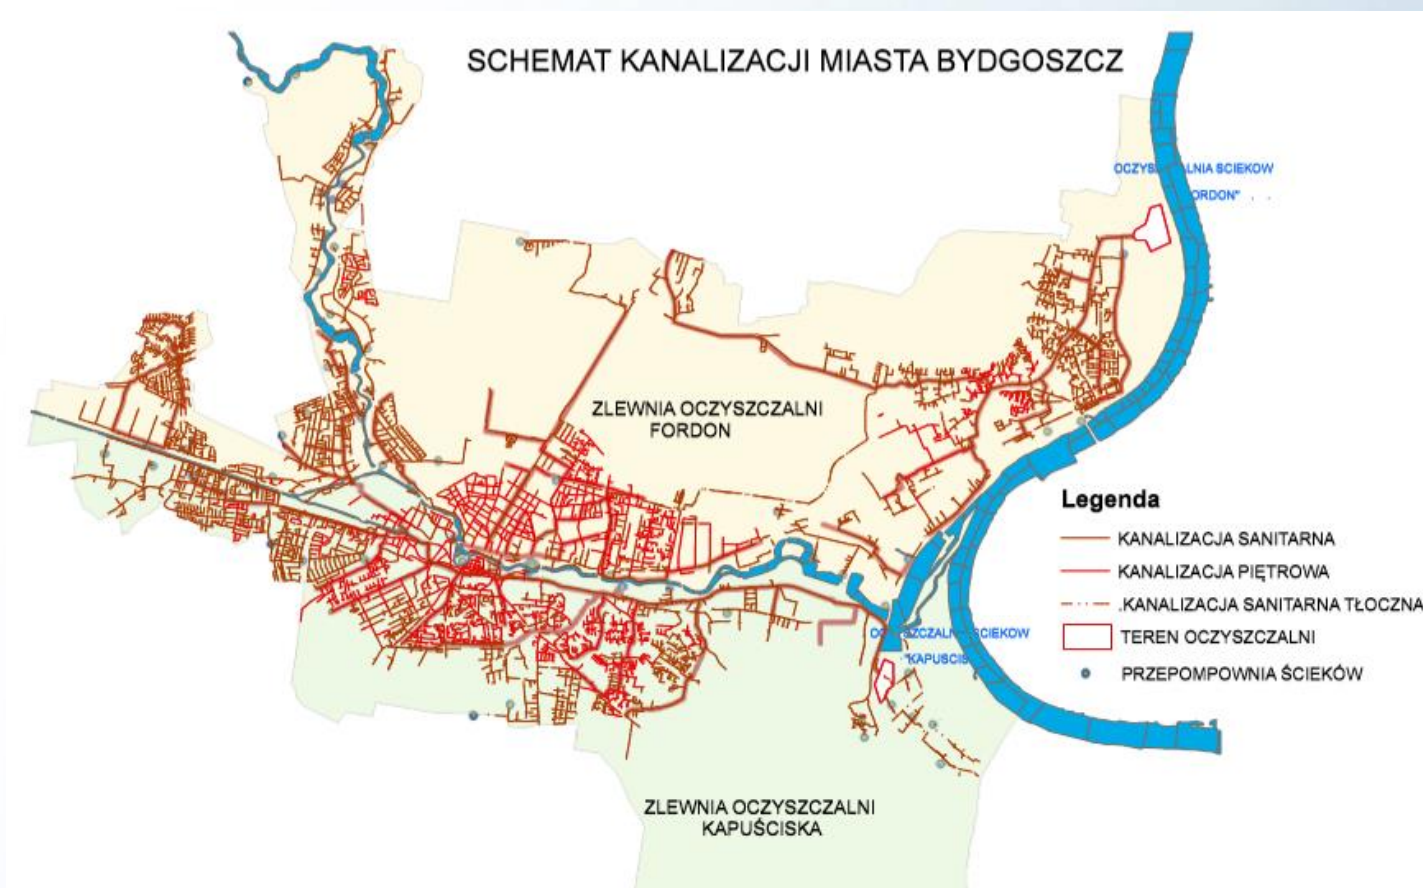 SCHEMAT KANALIZACJI MIASTA BYDGOSZCZ
ZLEWNIA OCZYSZCZALNI
FORDON
Legenda
KANALIZACJA SANITARNA
KANALIZACJA PIĘTROWA
.KANALIZACJA SANITARNA TŁOCZNA
TEREN OCZYSZCZALNI
PRZEPOMPOWNIA ŚCIEKÓW
ZLEWNIA OCZYSZCZALNI
KAPUŚCISKA